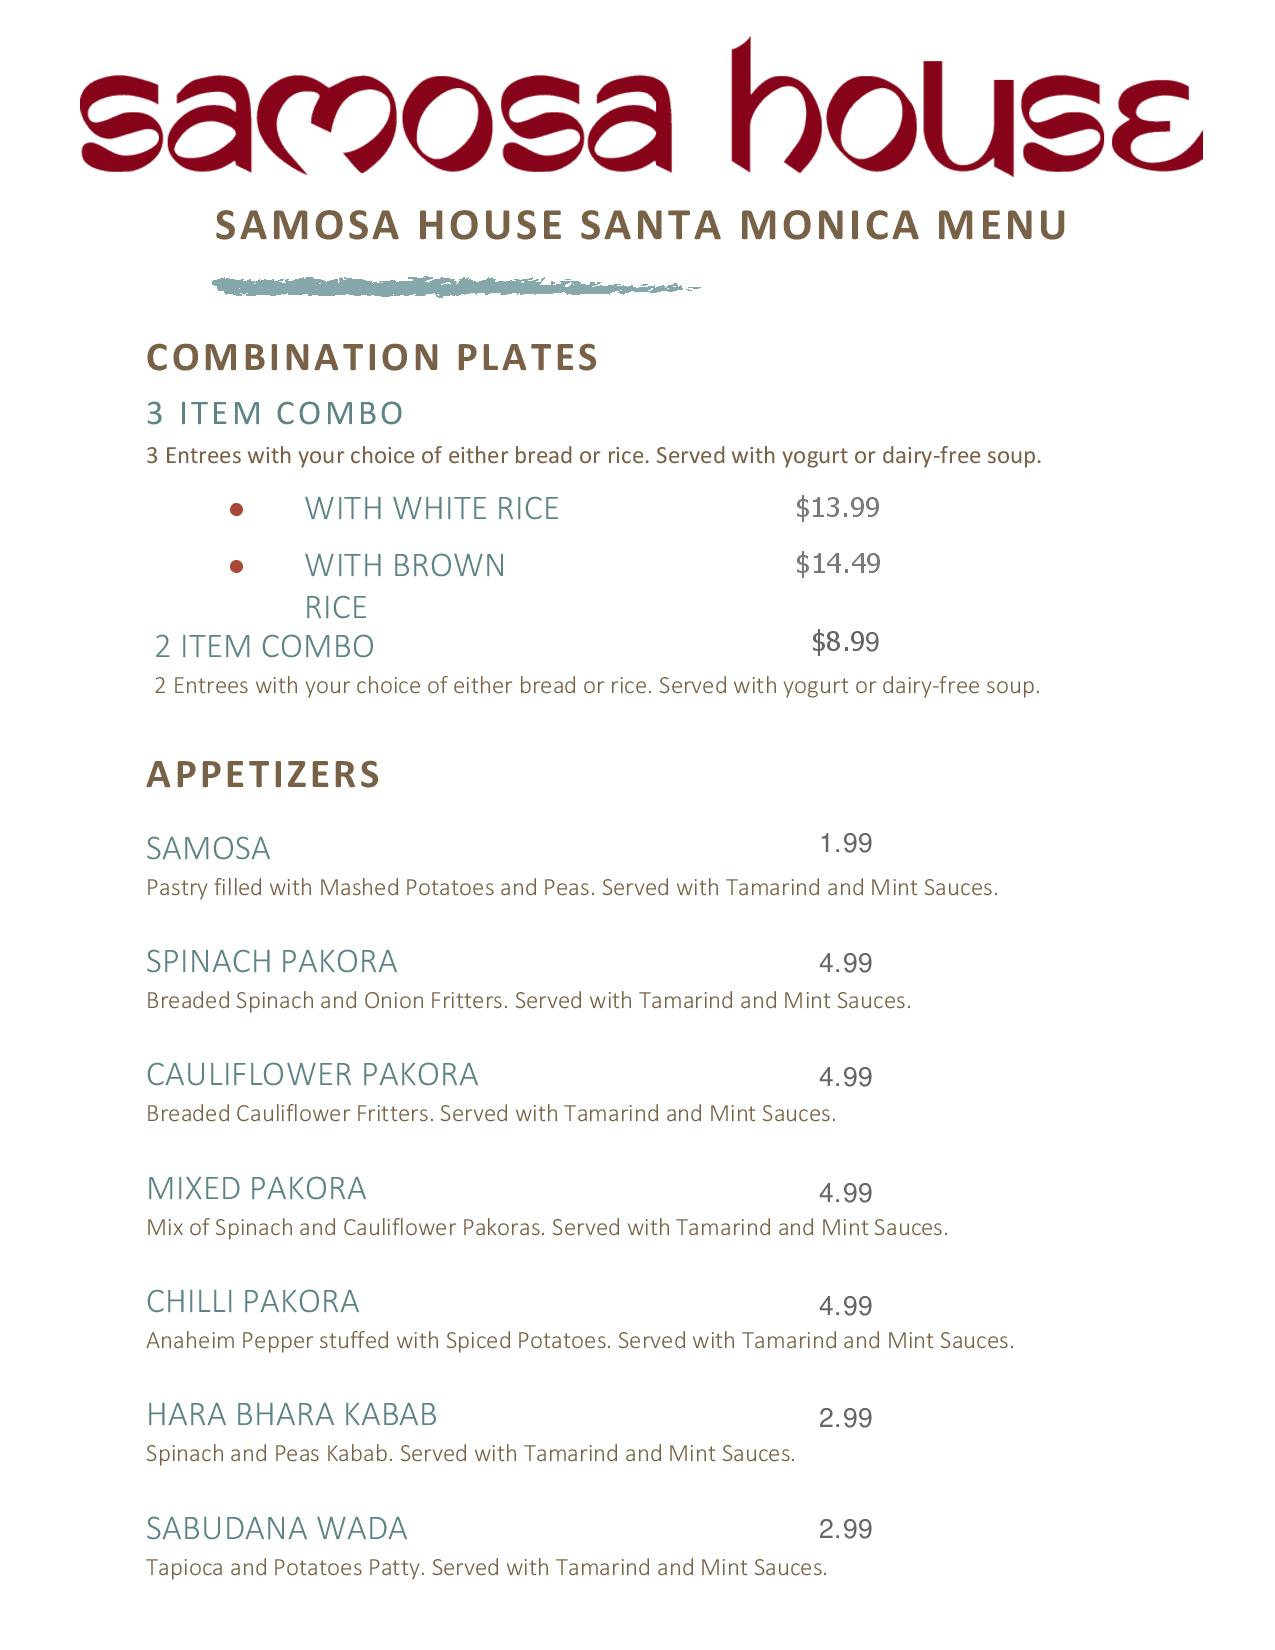 samosa house
SAMOSA HOUSE SANTA MONICA MENU
COMBINATION PLATES
3 ITEM COMBO
3 Entrees with your choice of either bread or rice. Served with yogurt or dairy-free soup.
● WITH WHITE RICE $13.99
● WITH BROWN $14.49
RICE
2 ITEM COMBO $8.99
2 Entrees with your choice of either bread or rice. Served with yogurt or dairy-free soup.
APPETIZERS
SAMOSA 1.99
Pastry filled with Mashed Potatoes and Peas. Served with Tamarind and Mint Sauces.
SPINACH PAKORA 4.99
Breaded Spinach and Onion Fritters. Served with Tamarind and Mint Sauces.
CAULIFLOWER PAKORA 4.99
Breaded Cauliflower Fritters. Served with Tamarind and Mint Sauces.
MIXED PAKORA 4.99
Mix of Spinach and Cauliflower Pakoras. Served with Tamarind and Mint Sauces.
CHILLI PAKORA 4.99
Anaheim Pepper stuffed with Spiced Potatoes. Served with Tamarind and Mint Sauces.
HARA BHARA KABAB 2.99
Spinach and Peas Kabab. Served with Tamarind and Mint Sauces.
SABUDANA WADA 2.99
Tapioca and Potatoes Patty. Served with Tamarind and Mint Sauces.